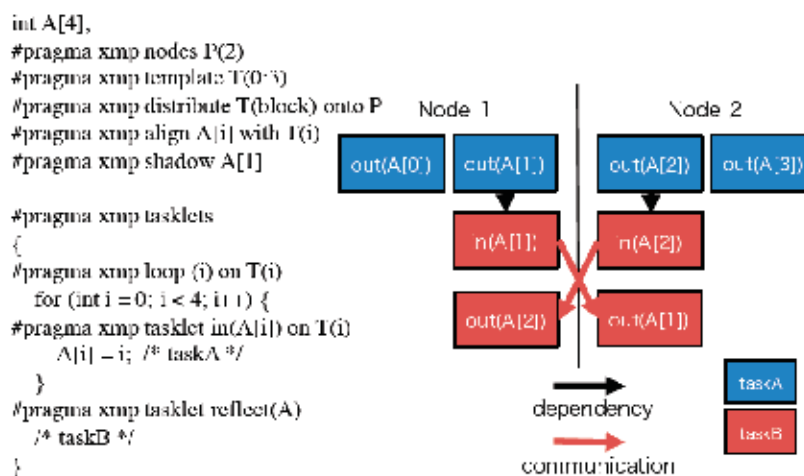 int A[4],
#pragma xmp nodes P(2)
#pragma xmp template T(0:3)
#pragma xmp distribute T(block) onto P
#pragma xmp align A[i] with T(i)
#pragma xmp shadow A[1]
#pragma xmp tasklets
{
#pragma xmp loop (i) on T(i)
for (int i = 0; i < 4; i++) {
#pragma xmp tasklet in(A[i]) on T(i)
A[i] = i; /* taskA */
}
#pragma xmp tasklet reflect(A)
/* taskB */
}
Node 1
Node 2
out(A[0])
out(A[1])
out(A[2])
out(A[3])
in(A[1])
in(A[2])
out(A[2])
out(A[1])
dependency
communication
taskA
taskB